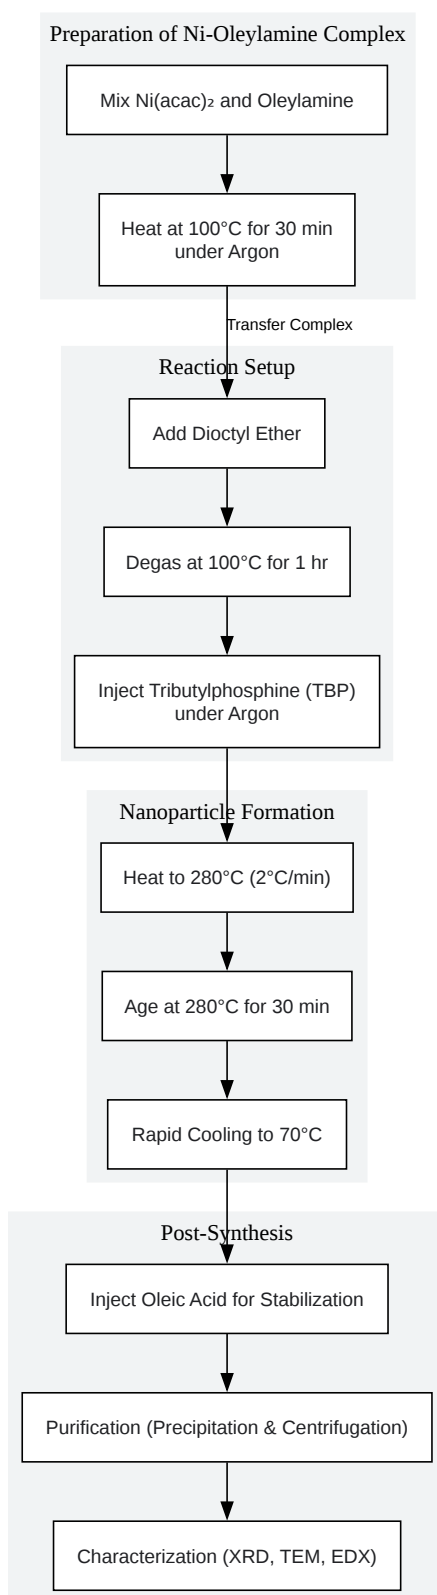 Preparation of Ni-Oleylamine Complex
Mix Ni(acac)₂ and Oleylamine
Heat at 100°C for 30 min
under Argon
Transfer Complex
Reaction Setup
Add Dioctyl Ether
Degas at 100°C for 1 hr
Inject Tributylphosphine (TBP)
under Argon
Nanoparticle Formation
Heat to 280°C (2°C/min)
Age at 280°C for 30 min
Rapid Cooling to 70°C
Post-Synthesis
Inject Oleic Acid for Stabilization
Purification (Precipitation & Centrifugation)
Characterization (XRD, TEM, EDX)